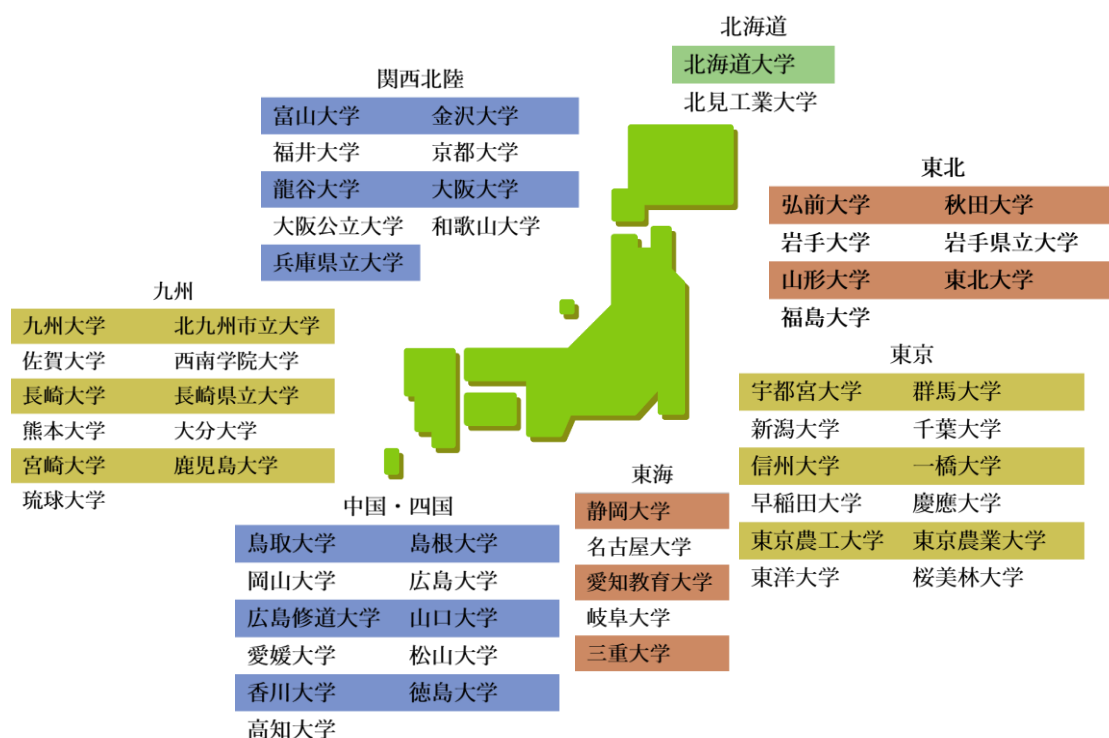 北海道
北海道大学
北見工業大学
関西北陸
富山大学 金沢大学
福井大学 京都大学
龍谷大学 大阪大学
大阪公立大学 和歌山大学
兵庫県立大学
東北
弘前大学 秋田大学
岩手大学 岩手県立大学
山形大学 東北大学
福島大学
九州
九州大学 北九州市立大学
佐賀大学 西南学院大学
長崎大学 長崎県立大学
熊本大学 大分大学
宮崎大学 鹿児島大学
琉球大学
東京
宇都宮大学 群馬大学
新潟大学 千葉大学
信州大学 一橋大学
早稲田大学 慶應大学
東京農工大学 東京農業大学
東洋大学 桜美林大学
東海
静岡大学
名古屋大学
愛知教育大学
岐阜大学
三重大学
中国・四国
鳥取大学 島根大学
岡山大学 広島大学
広島修道大学 山口大学
愛媛大学 松山大学
香川大学 徳島大学
高知大学